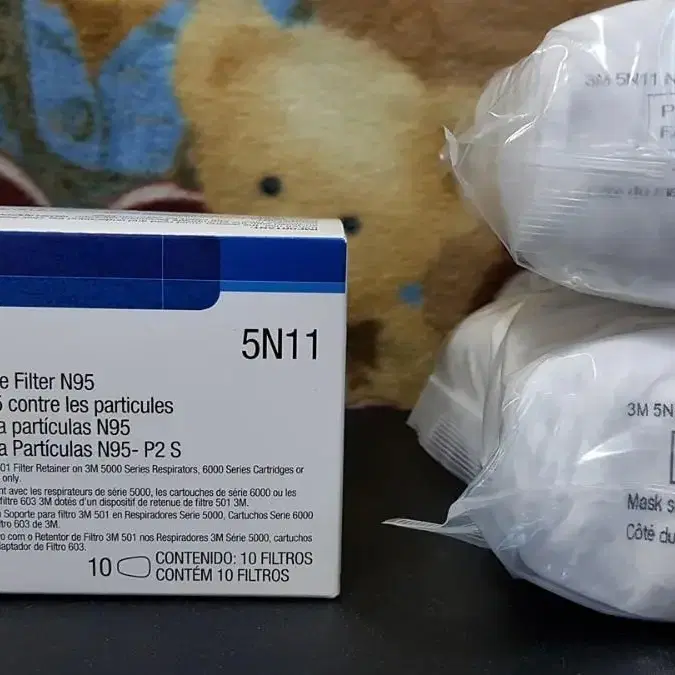 5N11
e Filter N95
5 contre les particules
a partículas N95
a Partículas N95- P2 S
01 Filter Retainer on 3M 5000 Series Respirators, 6000 Series Cartridges or
only.
nt avec les respirateurs de série 5000, les cartouches de série 6000 ou les
filtre 603 3M dotés d'un dispositif de retenue de filtre 501 3M.
Soporte para filtro 3M 501 en Respiradores Serie 5000, Cartuchos Serie 6000
tro 603 de 3M.
o com o Retentor de Filtro 3M 501 nos Respiradores 3M Série 5000, cartuchos
daptador de Filtro 603.
10 CONTENIDO: 10 FILTROS
CONTÉM 10 FILTROS
3M 5N11 N
P
3M 5N
Mask s
Côté du